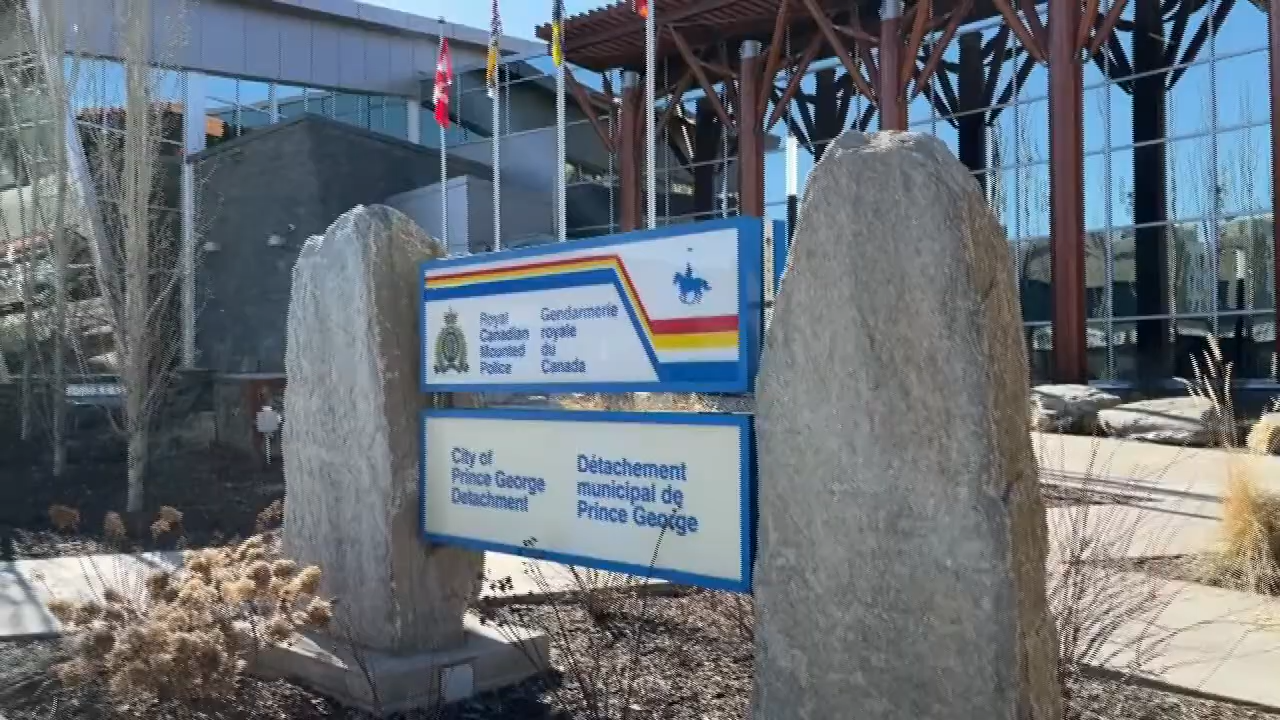 Royal
Canadian
Mounted
Police
Gendarmerie
royale
du
Canada
City of
Prince George
Detachment
Détachement
municipal de
Prince George